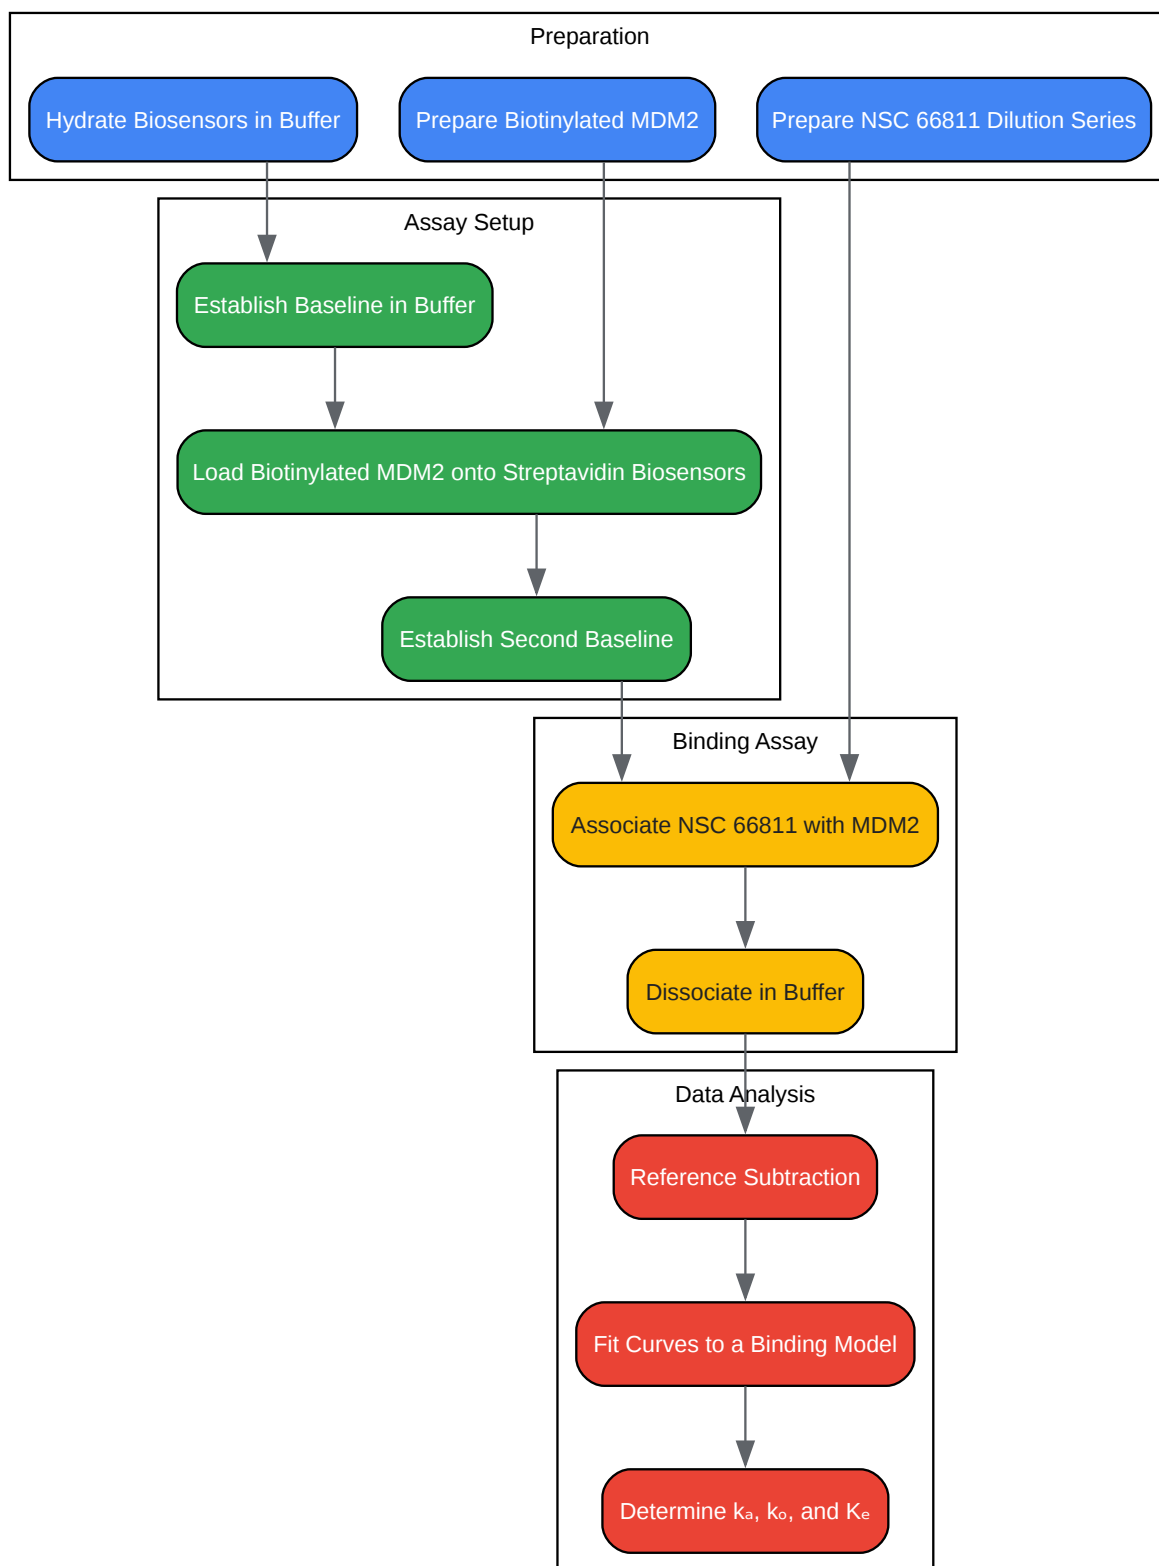 Preparation
Hydrate Biosensors in Buffer
Prepare Biotinylated MDM2
Prepare NSC 66811 Dilution Series
Assay Setup
Establish Baseline in Buffer
Load Biotinylated MDM2 onto Streptavidin Biosensors
Establish Second Baseline
Binding Assay
Associate NSC 66811 with MDM2
Dissociate in Buffer
Data Analysis
Reference Subtraction
Fit Curves to a Binding Model
Determine kₐ, kₒ, and Kₑ